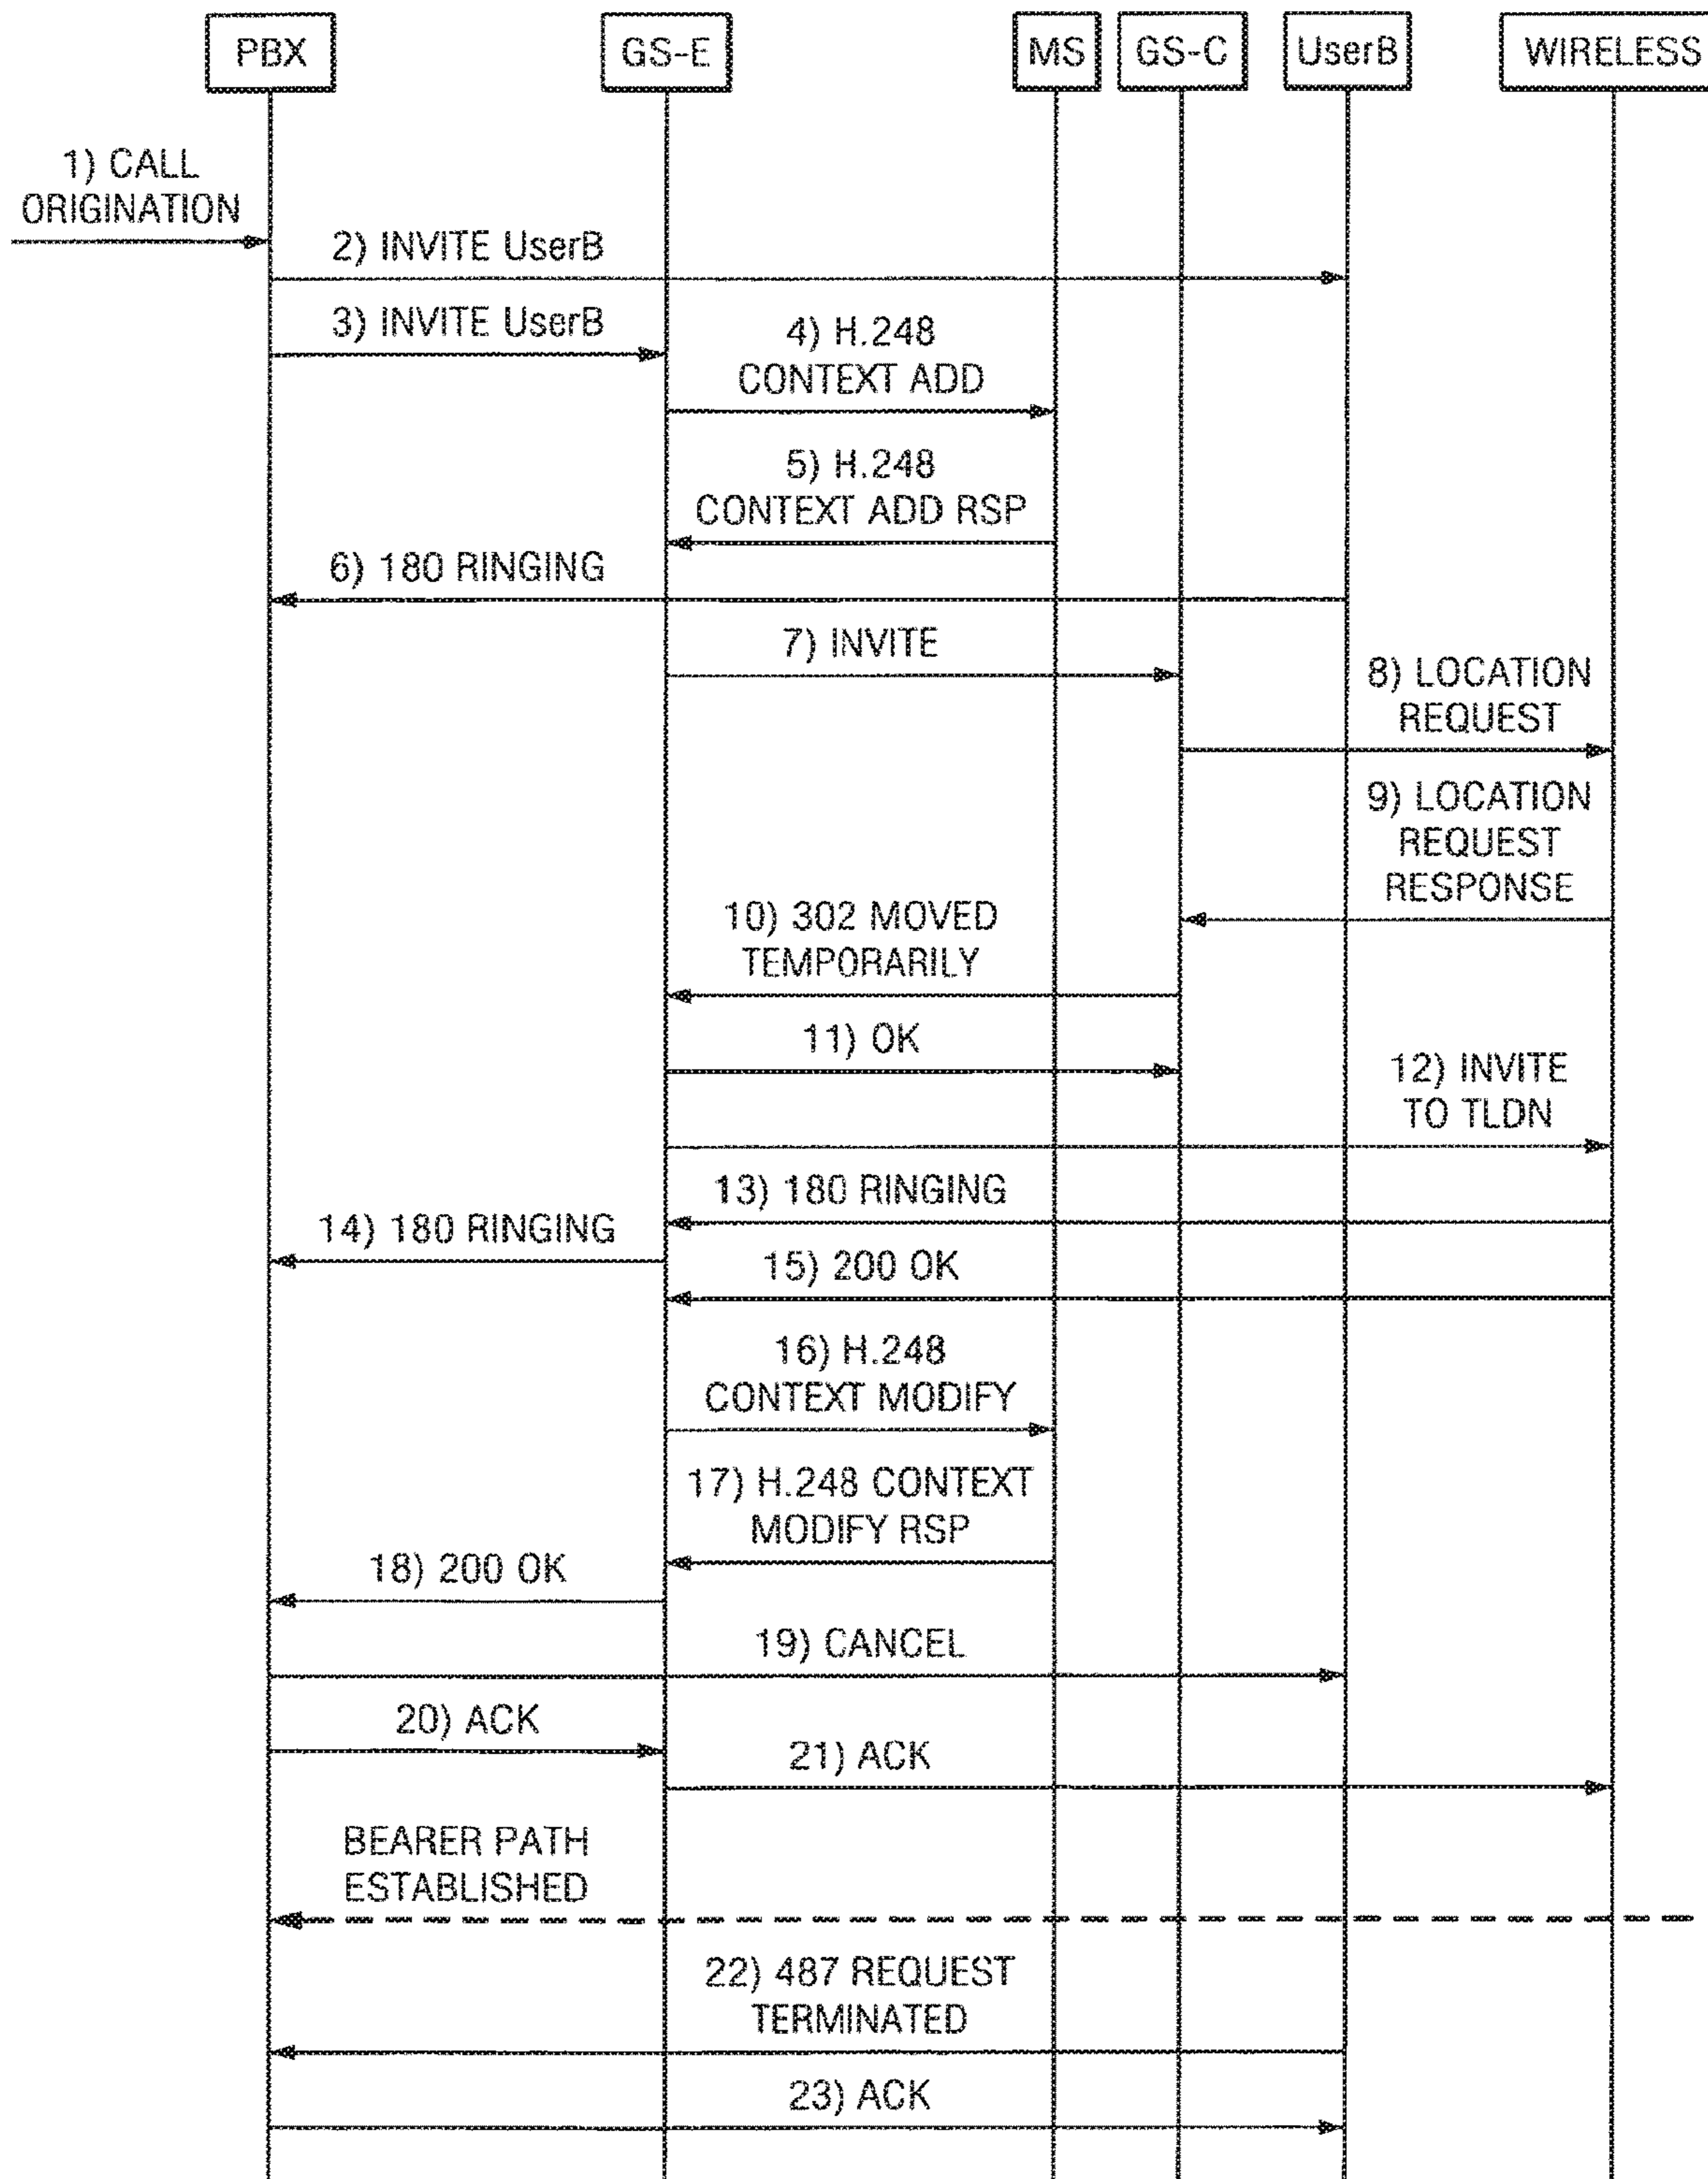 PBX
GS-E
MS
GS-C
UserB
WIRELESS
1) CALL
ORIGINATION
2) INVITE UserB
3) INVITE UserB
4) H.248
CONTEXT ADD
5) H.248
CONTEXT ADD RSP
6) 180 RINGING
7) INVITE
8) LOCATION
REQUEST
9) LOCATION
REQUEST
RESPONSE
10) 302 MOVED
TEMPORARILY
11) OK
12) INVITE
TO TLDN
13) 180 RINGING
14) 180 RINGING
15) 200 OK
16) H.248
CONTEXT MODIFY
17) H.248 CONTEXT
MODIFY RSP
18) 200 OK
19) CANCEL
20) ACK
21) ACK
BEARER PATH
ESTABLISHED
22) 487 REQUEST
TERMINATED
23) ACK